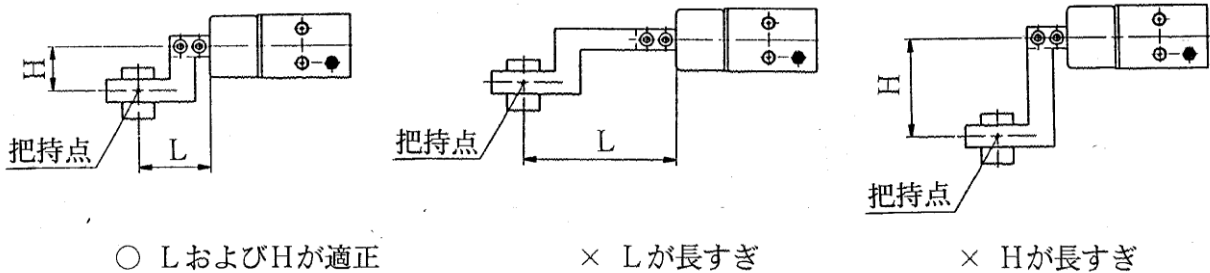 H
把持点
L
把持点
L
H
把持点
○ LおよびHが適正
× Lが長すぎ
× Hが長すぎ